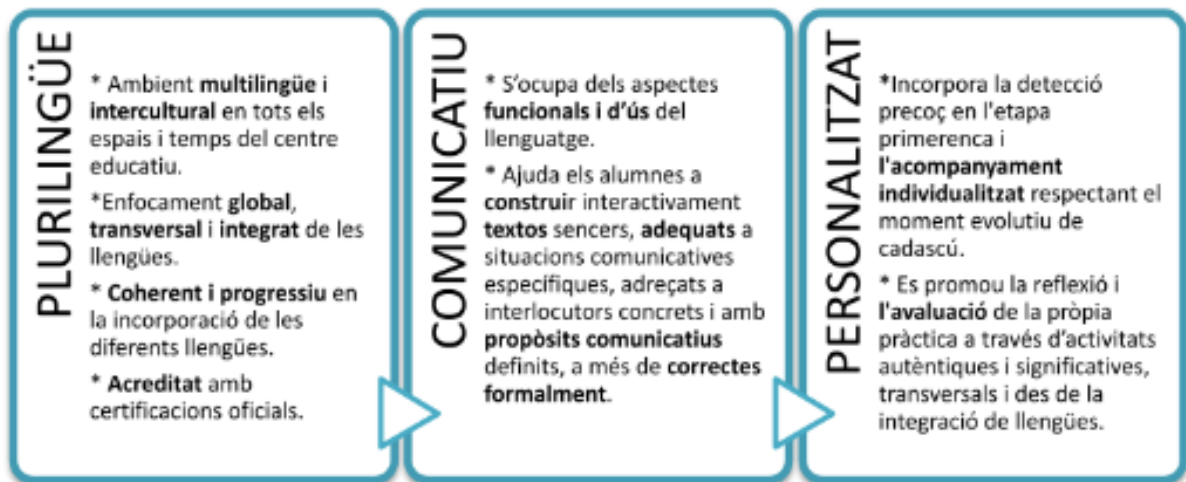 PLURILINGÜE
* Ambient multilingüe i
intercultural en tots els
espais i temps del centre
educatiu.
*Enfocament global,
transversal i integrat de les
llengües.
* Coherent i progressiu en
la incorporació de les
diferents llengües.
* Acreditat amb
certificacions oficials.
COMUNICATIU
* S'ocupa dels aspectes
funcionals i d'ús del
llenguatge.
* Ajuda els alumnes a
construir interactivament
textos sencers, adequats a
situacions comunicatives
específiques, adreçats a
interlocutors concrets i amb
propòsits comunicatius
definits, a més de correctes
formalment.
PERSONALITZAT
*Incorpora la detecció
precoç en l'etapa
primerenca i
l'acompanyament
individualitzat respectant el
moment evolutiu de
cadascú.
* Es promou la reflexió i
l'avaluació de la pròpia
pràctica a través d'activitats
autèntiques i significatives,
transversals i des de la
integració de llengües.